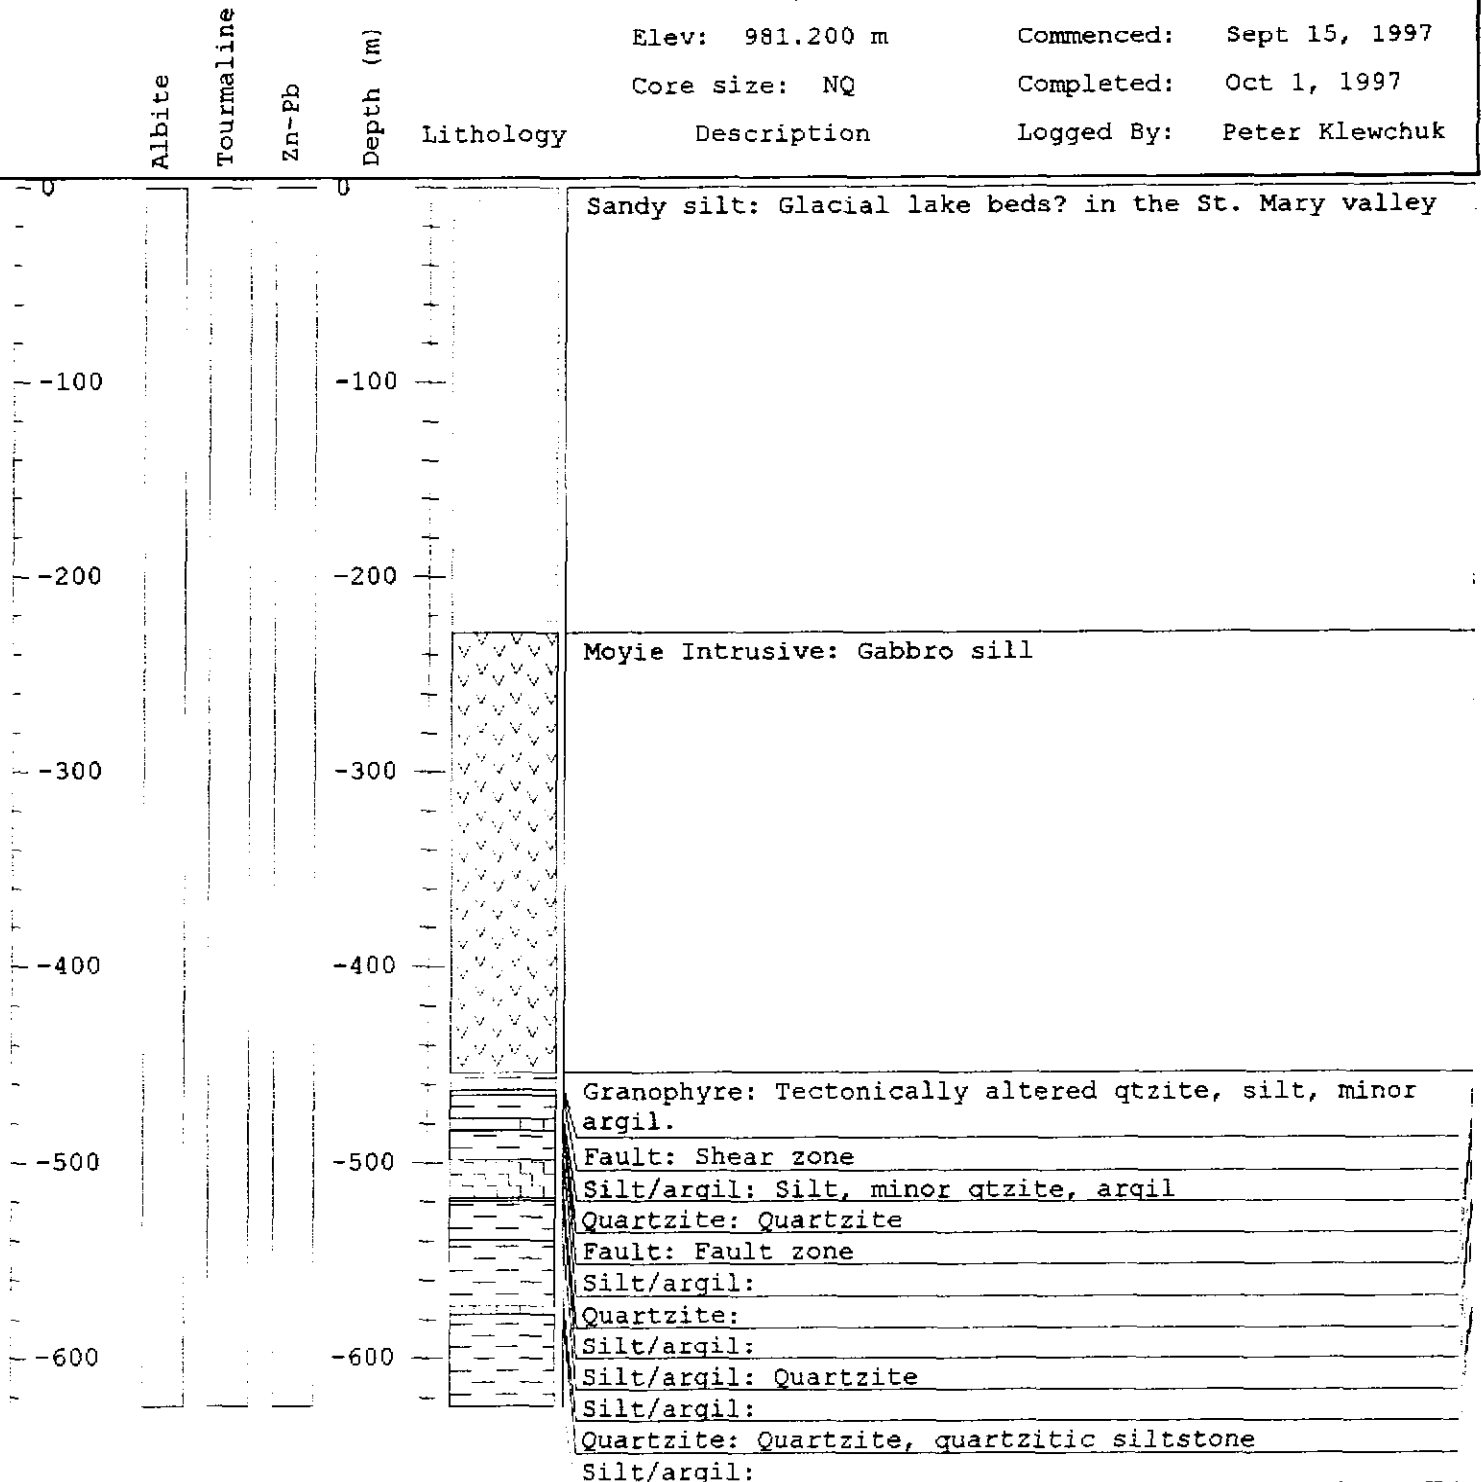 Albite
Tourmaline
Zn-Pb
Depth (m)
Lithology
Elev: 981.200 m
Commenced: Sept 15, 1997
Core size: NQ
Completed: Oct 1, 1997
Description
Logged By: Peter Klewchuk
0 0
Sandy silt: Glacial lake beds? in the St. Mary valley
-100 -100
-200 -200
Moyie Intrusive: Gabbro sill
-300 -300
-400 -400
Granophyre: Tectonically altered qtzite, silt, minor
argil.
-500 -500
Fault: Shear zone
Silt/argil: Silt, minor qtzite, argil
Quartzite: Quartzite
Fault: Fault zone
Silt/argil:
Quartzite:
Silt/argil:
-600 -600
Silt/argil: Quartzite
Silt/argil:
Quartzite: Quartzite, quartzitic siltstone
Silt/argil: